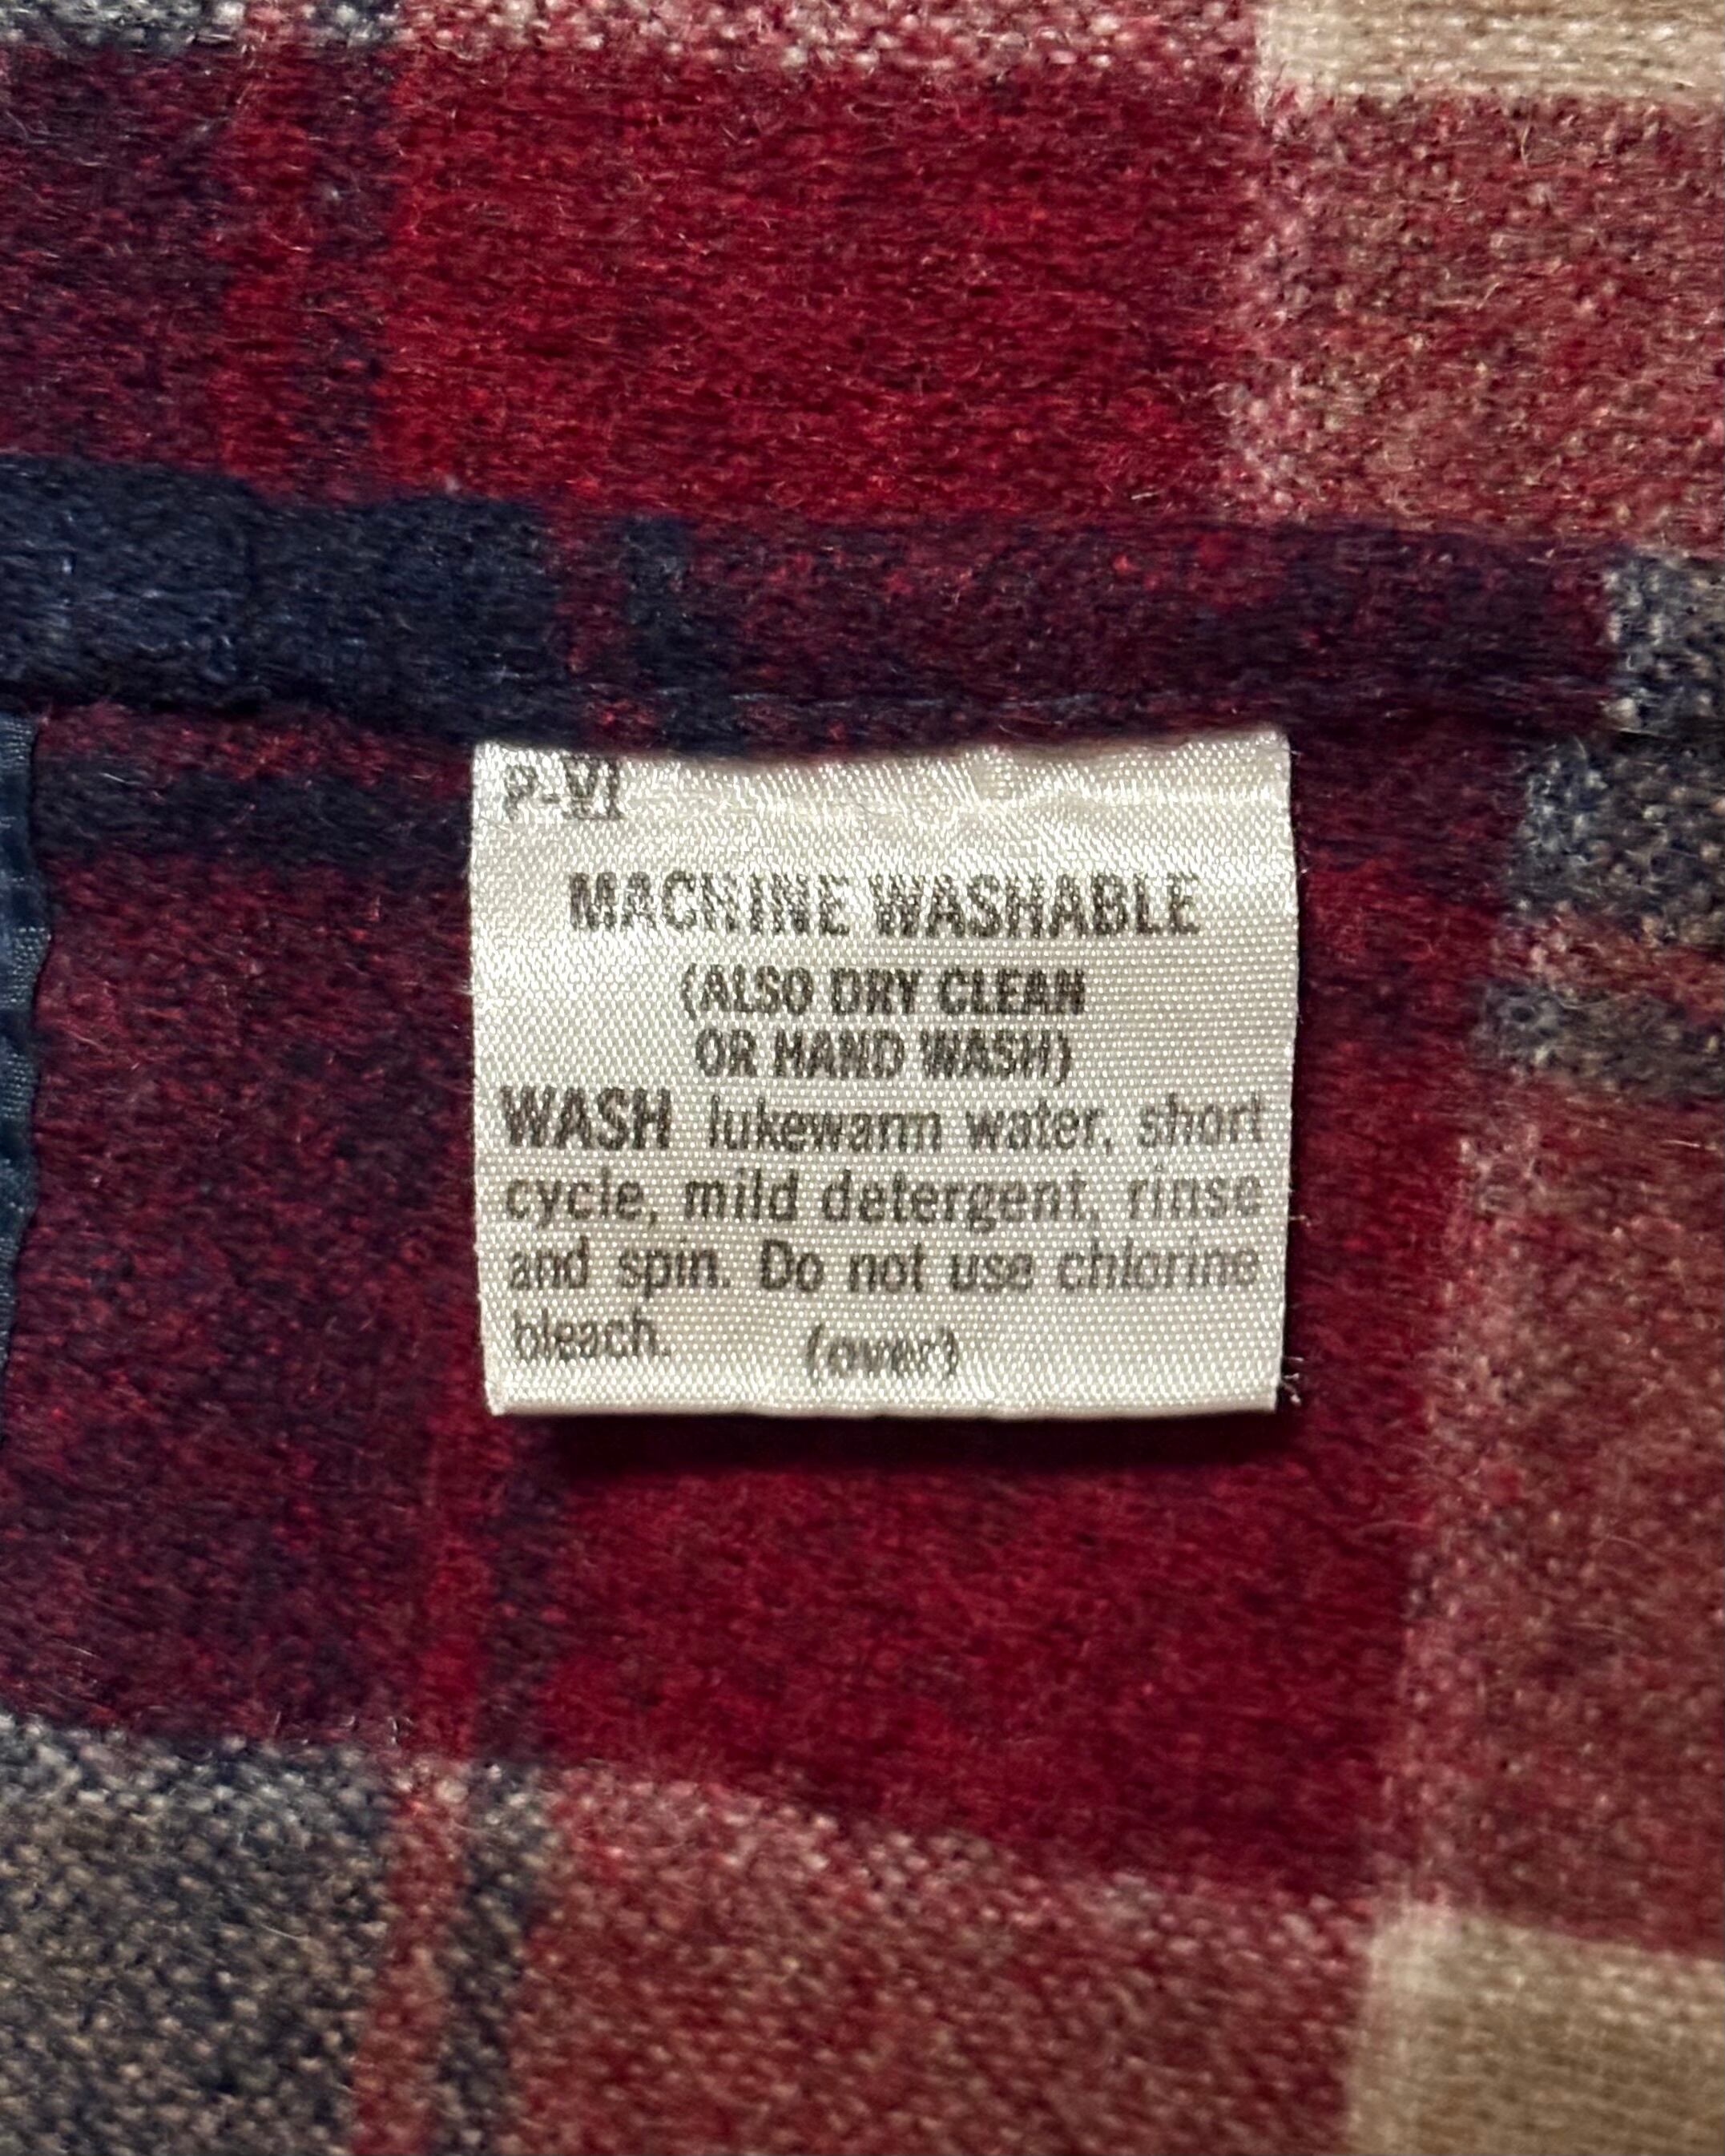 P-VI
MACHINE WASHABLE
(ALSO DRY CLEAN
OR HAND WASH)
WASH lukewarm water, short
cycle, mild detergent, rinse
and spin. Do not use chlorine
bleach. (over)